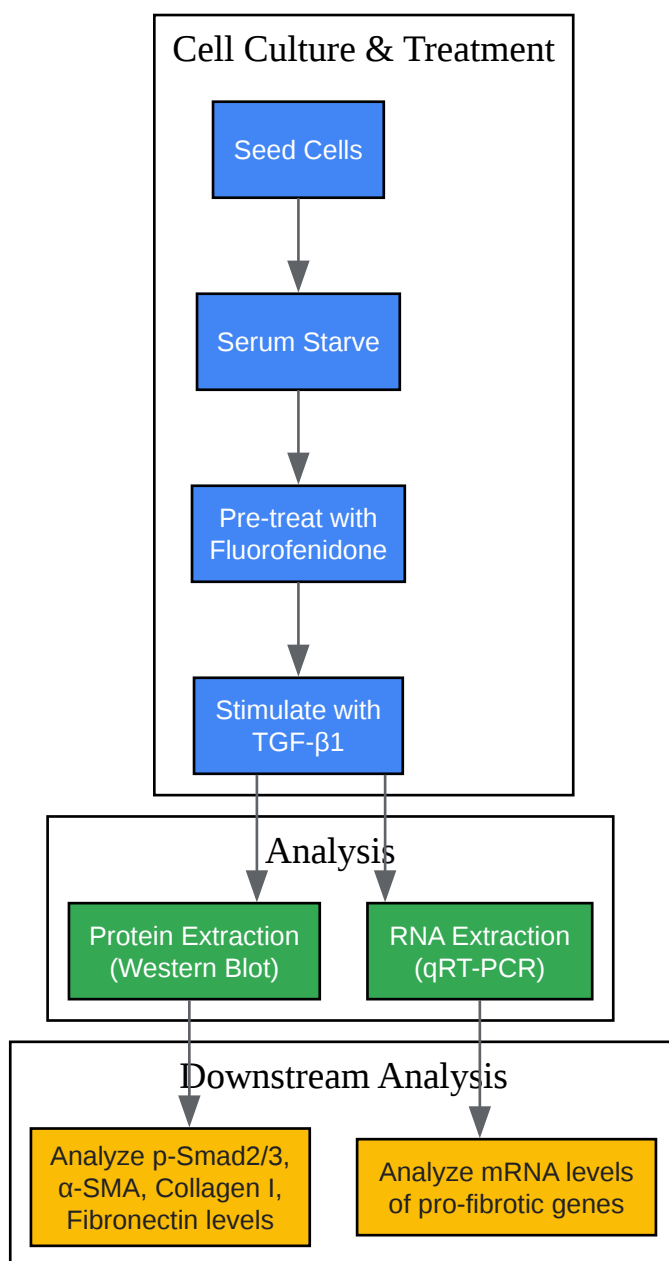 Cell Culture & Treatment
Seed Cells
Serum Starve
Pre-treat with
Fluorofenidone
Stimulate with
TGF-β1
Analysis
Protein Extraction
(Western Blot)
RNA Extraction
(qRT-PCR)
Downstream Analysis
Analyze p-Smad2/3,
α-SMA, Collagen I,
Fibronectin levels
Analyze mRNA levels
of pro-fibrotic genes